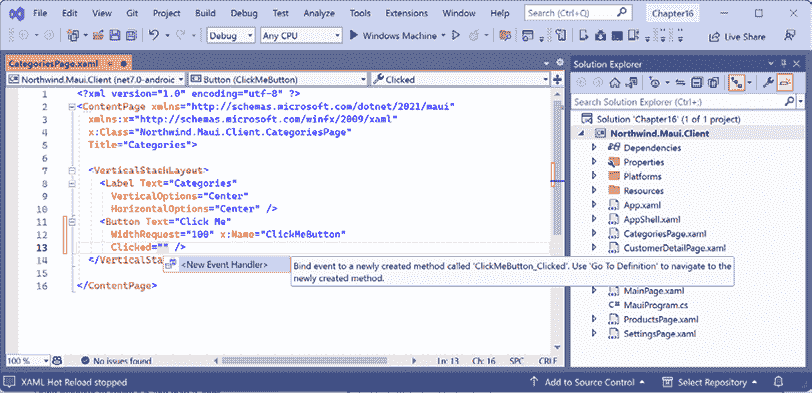 File Edit View Git Project Build Debug Test Analyze Tools Extensions Window Help Search (Ctrl+Q) Chapter16
Debug Any CPU Windows Machine Live Share
CategoriesPage.xaml
Northwind.Maui.Client (net7.0-android) Button (ClickMeButton) Clicked
1 <?xml version="1.0" encoding="utf-8" ?>
2 <ContentPage xmlns="http://schemas.microsoft.com/dotnet/2021/maui"
3 xmlns:x="http://schemas.microsoft.com/winfx/2009/xaml"
4 x:Class="Northwind.Maui.Client.CategoriesPage"
5 Title="Categories">
6
7 <VerticalStackLayout>
8 <Label Text="Categories"
9 VerticalOptions="Center"
10 HorizontalOptions="Center" />
11 <Button Text="Click Me"
12 WidthRequest="100" x:Name="ClickMeButton"
13 Clicked="" />
14 </VerticalSta
<New Event Handler>
Bind event to a newly created method called 'ClickMeButton_Clicked'. Use 'Go To Definition' to navigate to the
newly created method.
</ContentPage>
16
100 % No issues found Ln: 13 Ch: 16 SPC CRLF
Solution Explorer
Search Solution Explorer (Ctrl+;)
Solution 'Chapter16' (1 of 1 project)
Northwind.Maui.Client
Dependencies
Properties
Platforms
Resources
App.xaml
AppShell.xaml
CategoriesPage.xaml
CustomerDetailPage.xaml
MainPage.xaml
MauiProgram.cs
ProductsPage.xaml
SettingsPage.xaml
XAML Hot Reload stopped Add to Source Control Select Repository